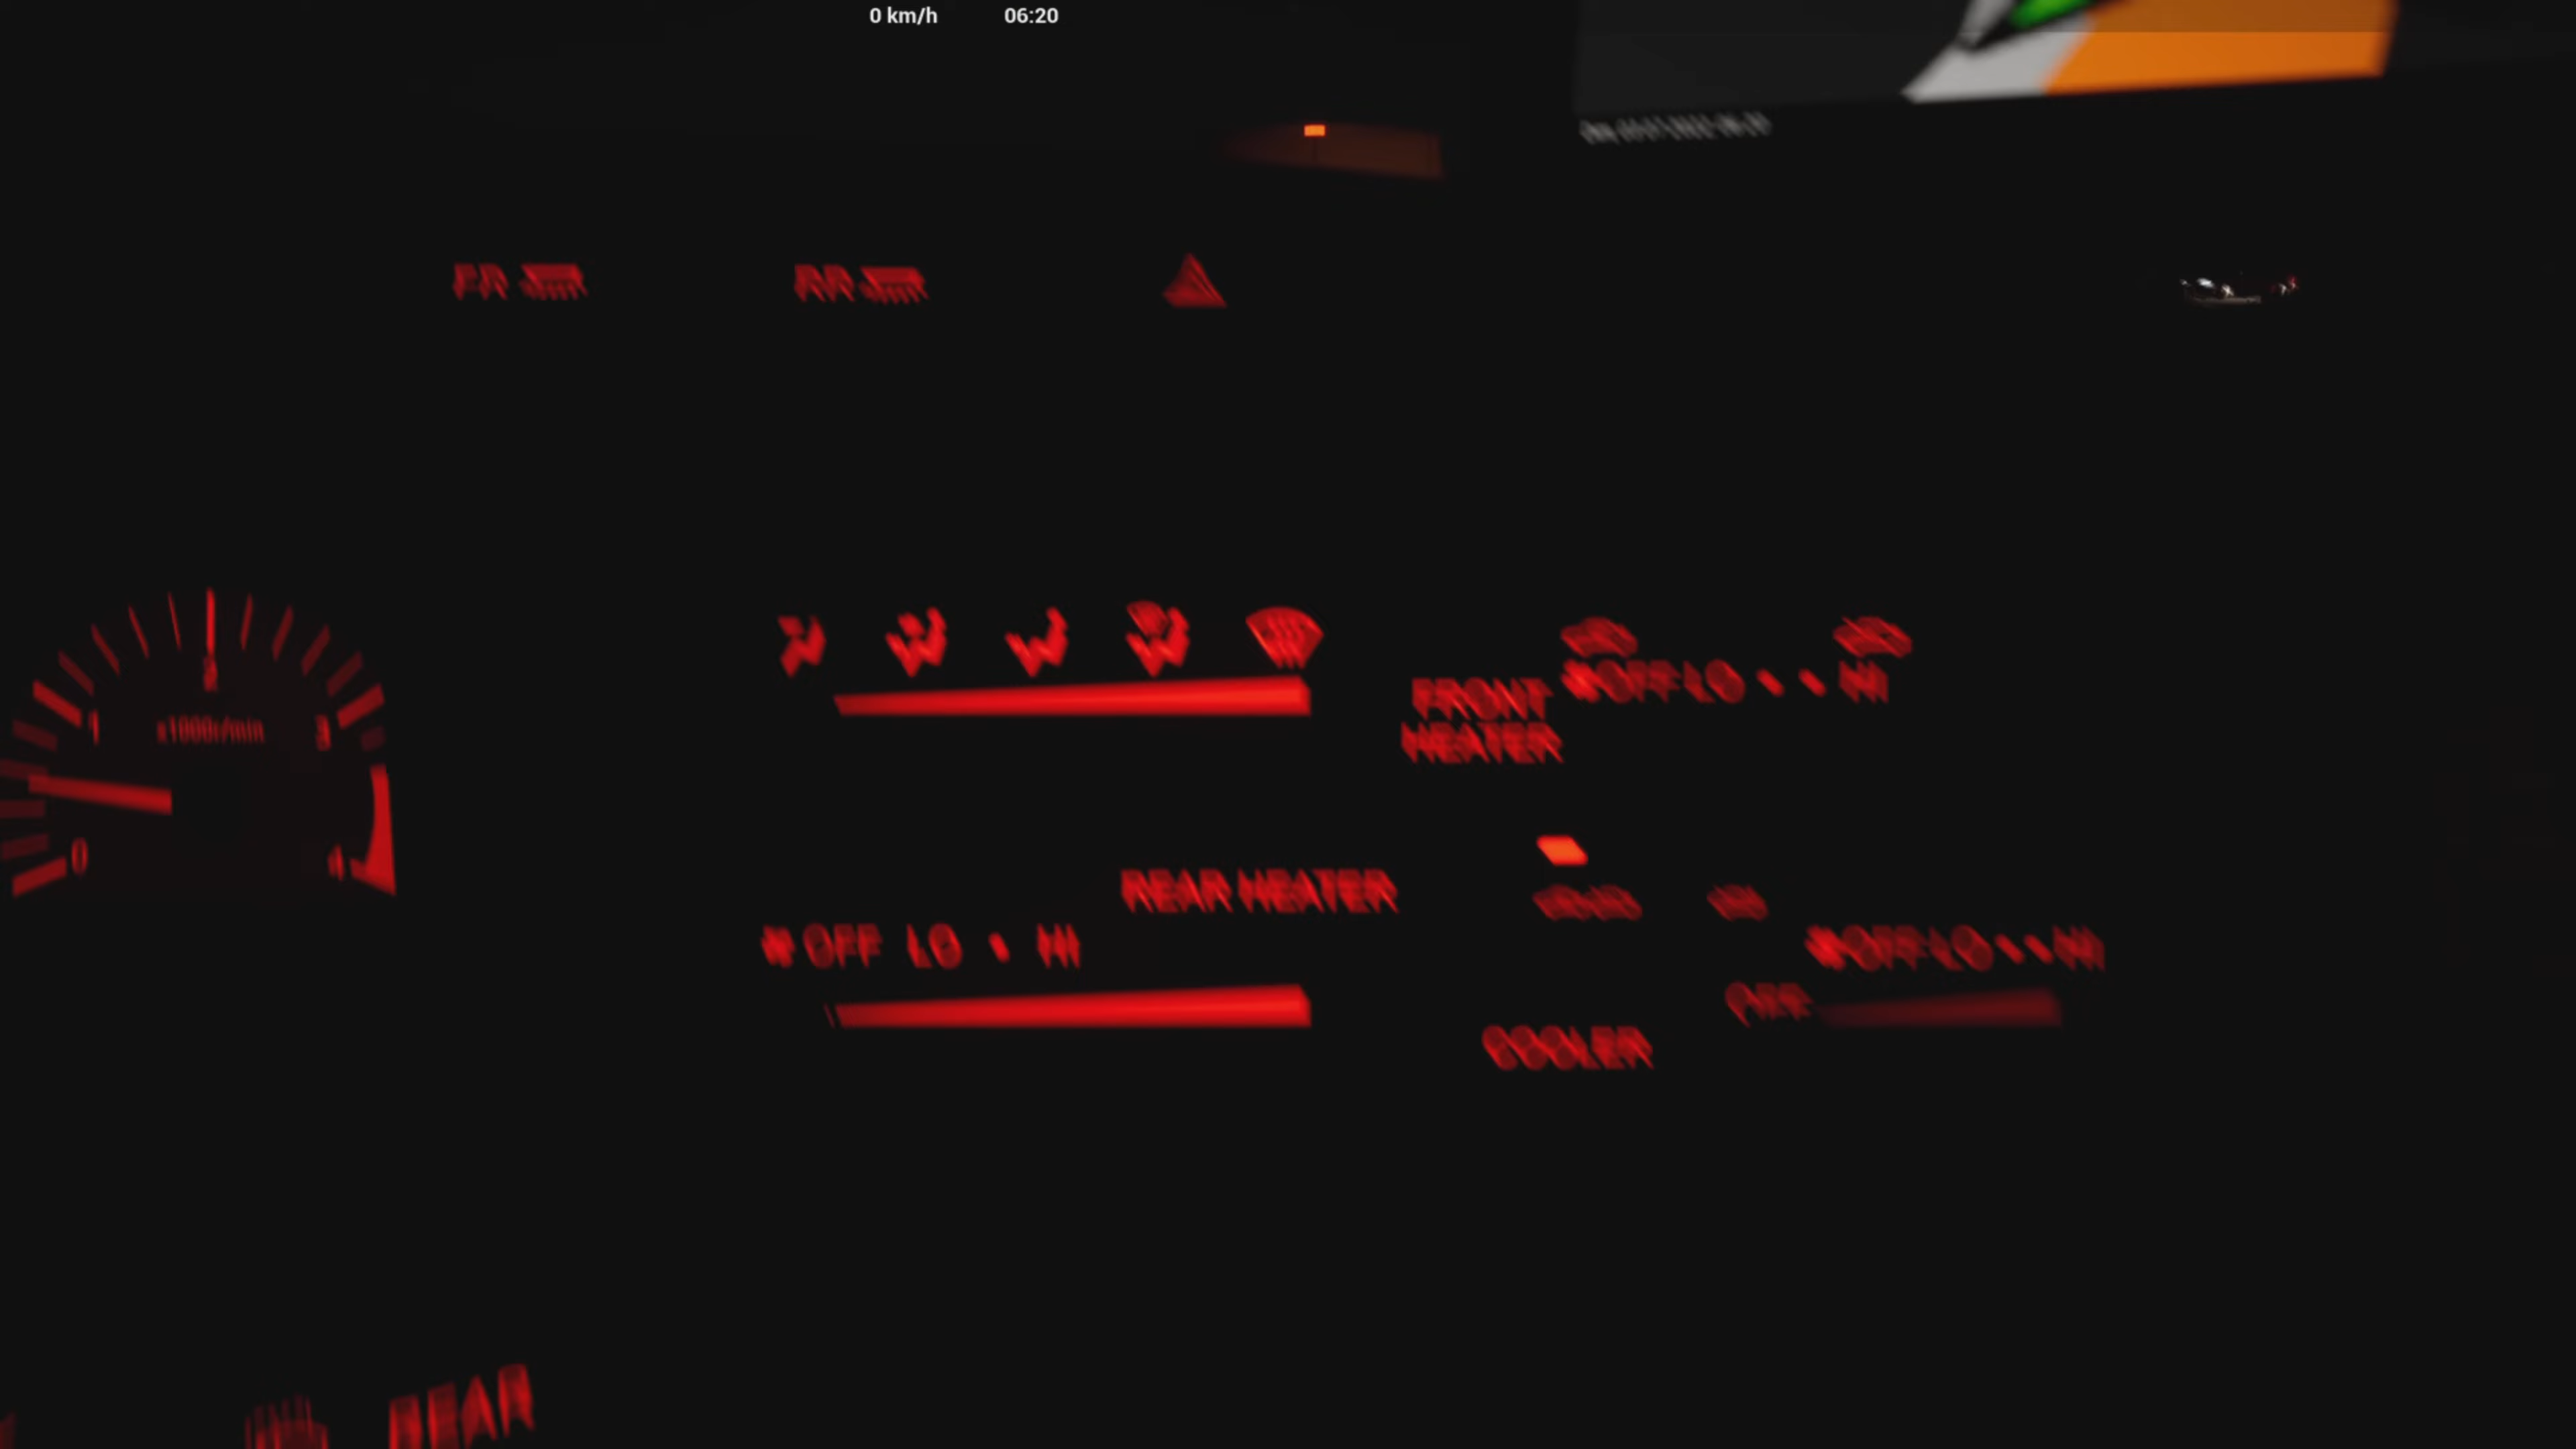 0 km/h 06:20
FR
RR
2
1 x1000r/min 3
0 4
OFF LO HI
FRONT
HEATER
REAR HEATER
OFF LO HI
OFF LO HI
OFF
COOLER
REAR